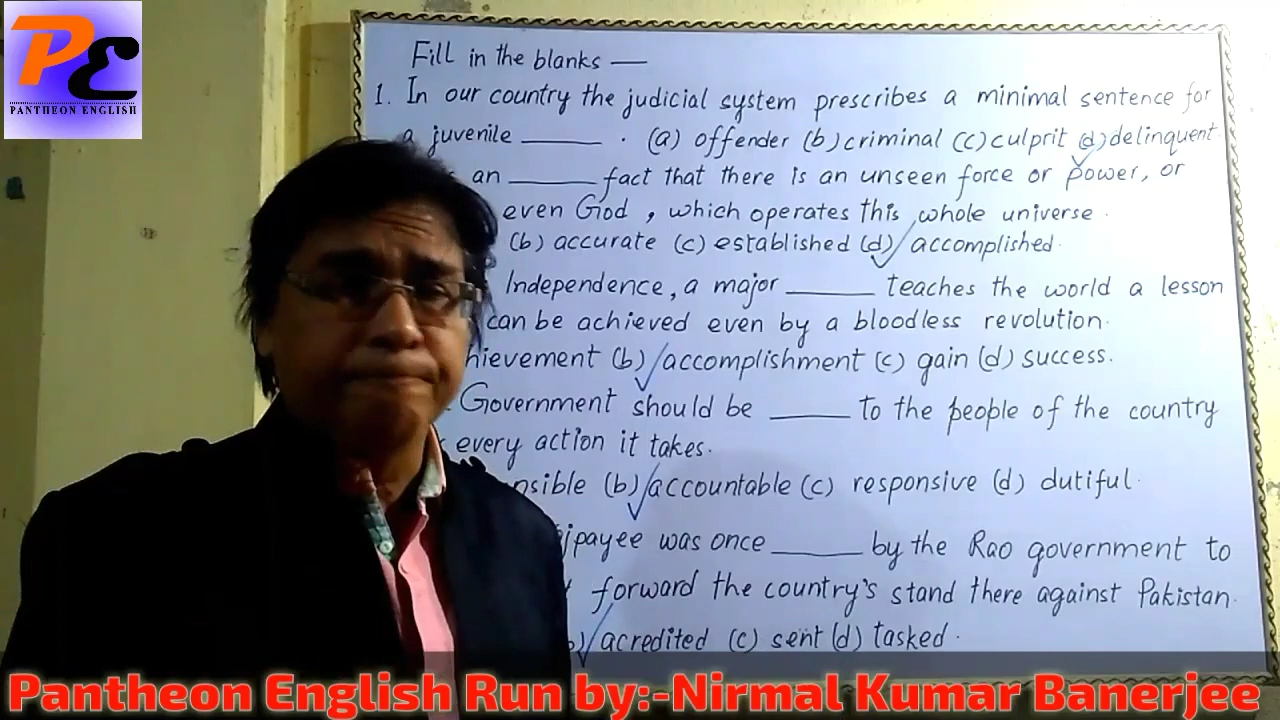 PE
PANTHEON ENGLISH
Fill in the blanks —
1. In our country the judicial system prescribes a minimal sentence for
a juvenile ______ . (a) offender (b) criminal (c) culprit (d) delinquent
an ______ fact that there is an unseen force or power, or
even God , which operates this whole universe .
(b) accurate (c) established (d) accomplished.
Independence, a major ______ teaches the world a lesson
can be achieved even by a bloodless revolution.
hievement (b) accomplishment (c) gain (d) success.
Government should be ______ to the people of the country
every action it takes.
nsible (b) accountable (c) responsive (d) dutiful.
jpayee was once ______ by the Rao government to
forward the country's stand there against Pakistan.
b) acredited (c) sent (d) tasked .
Pantheon English Run by:-Nirmal Kumar Banerjee